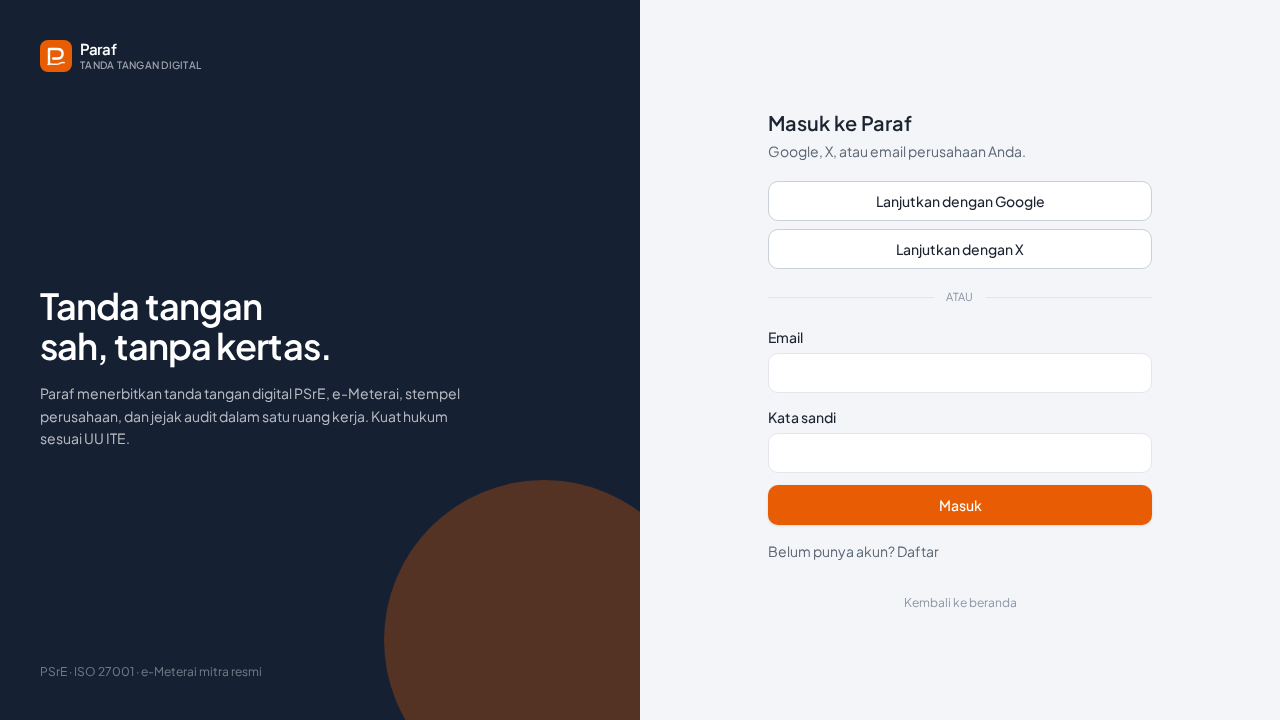 Paraf
TANDA TANGAN DIGITAL
Tanda tangan
sah, tanpa kertas.
Paraf menerbitkan tanda tangan digital PSrE, e-Meterai, stempel
perusahaan, dan jejak audit dalam satu ruang kerja. Kuat hukum
sesuai UU ITE.
PSrE · ISO 27001 · e-Meterai mitra resmi
Masuk ke Paraf
Google, X, atau email perusahaan Anda.
Lanjutkan dengan Google
Lanjutkan dengan X
ATAU
Email
Kata sandi
Masuk
Belum punya akun? Daftar
Kembali ke beranda